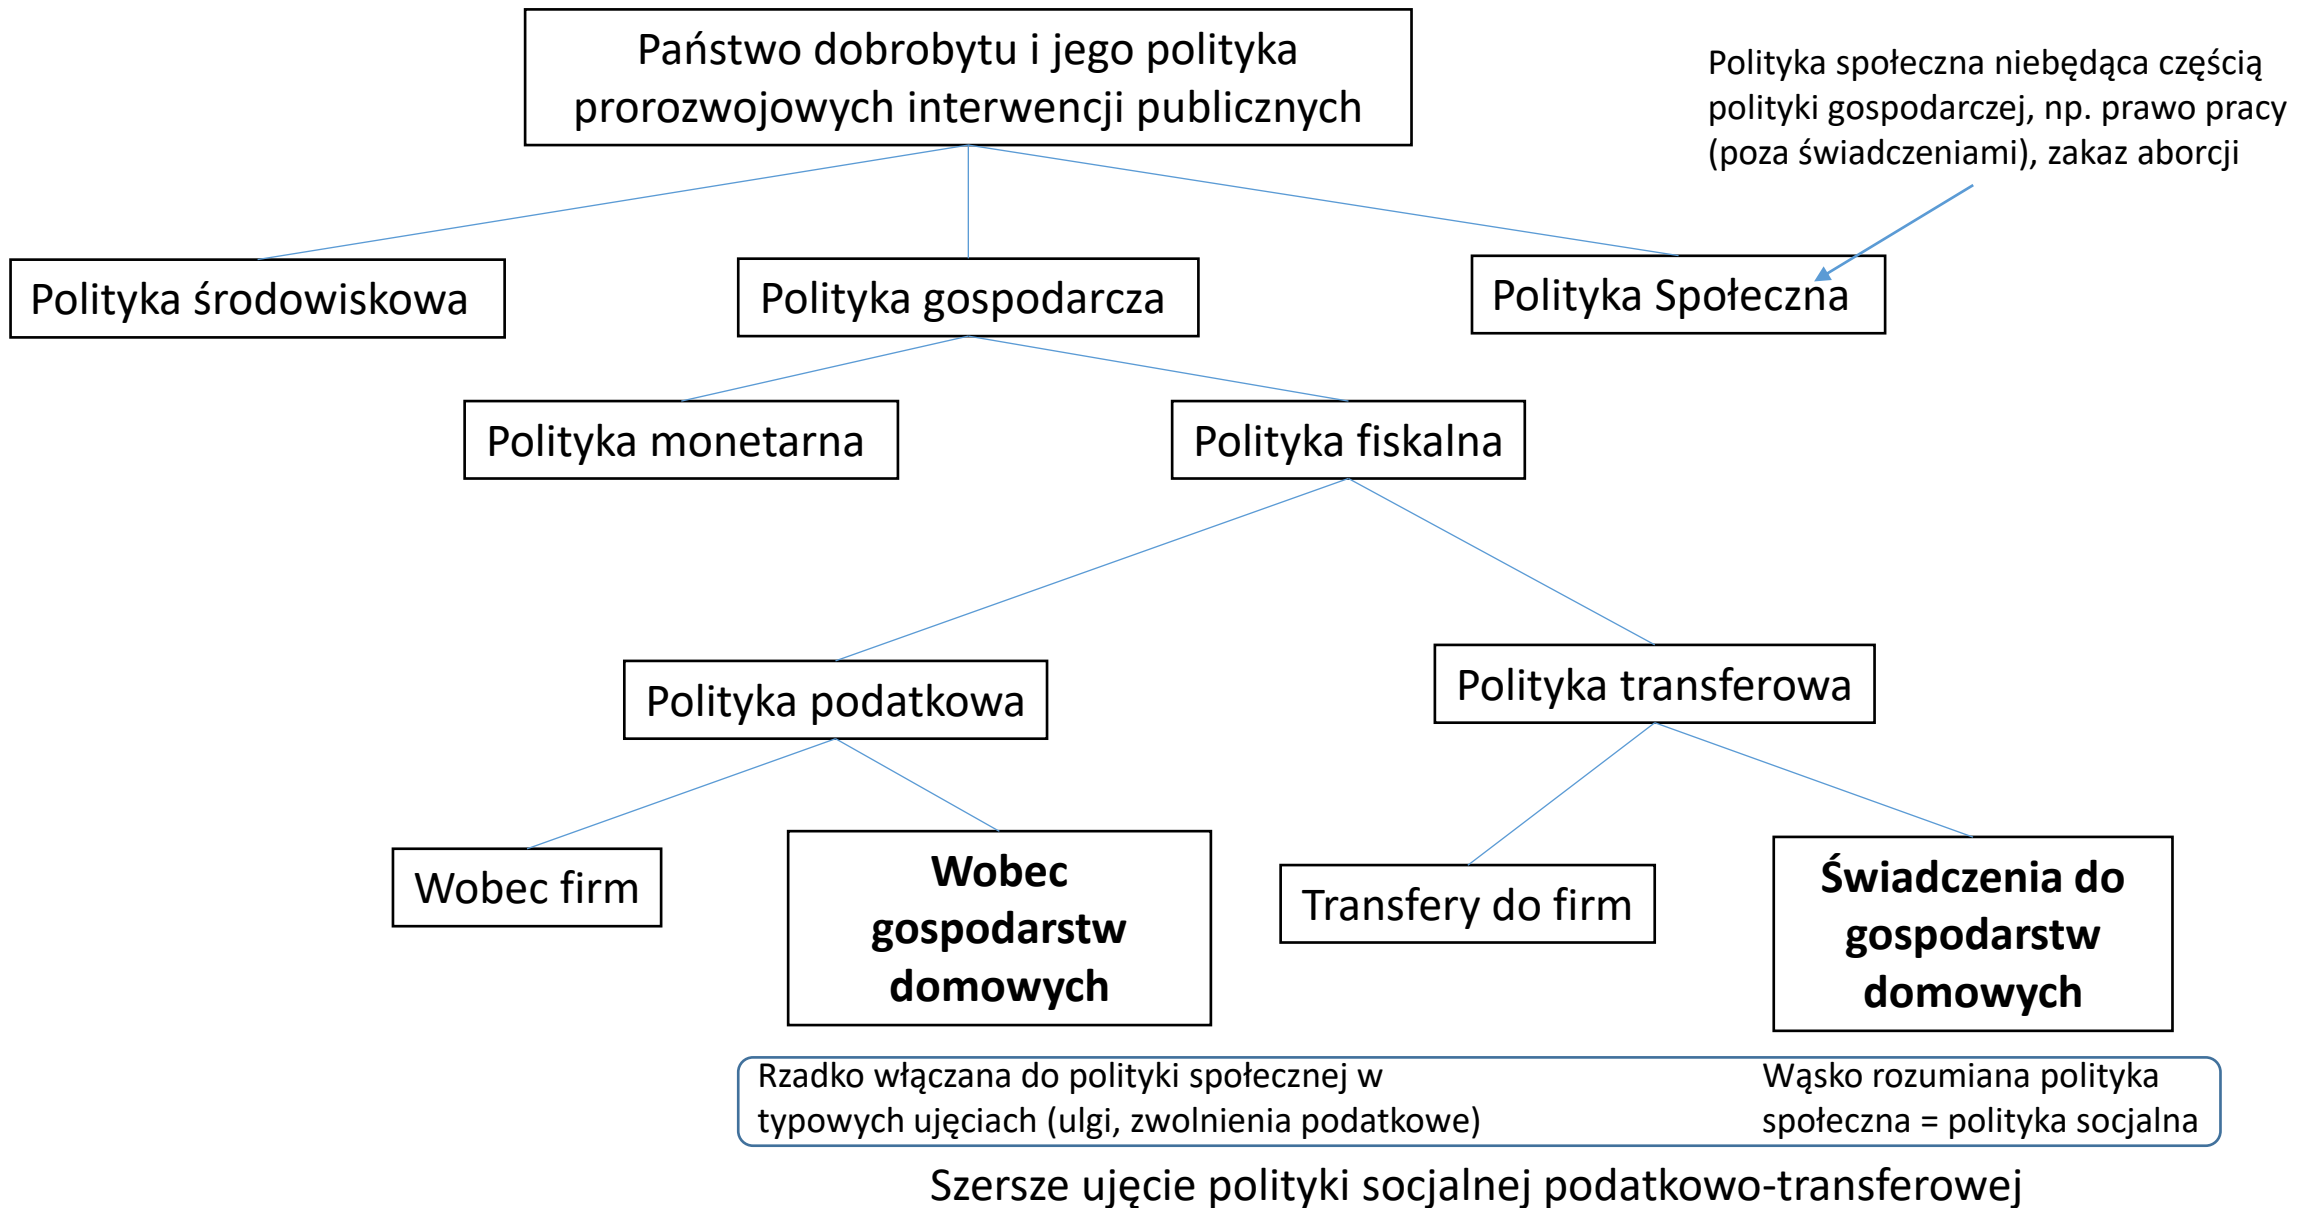 Państwo dobrobytu i jego polityka
prorozwojowych interwencji publicznych
Polityka społeczna niebędąca częścią
polityki gospodarczej, np. prawo pracy
(poza świadczeniami), zakaz aborcji
Polityka środowiskowa
Polityka gospodarcza
Polityka Społeczna
Polityka monetarna
Polityka fiskalna
Polityka podatkowa
Polityka transferowa
Wobec firm
Wobec
gospodarstw
domowych
Transfery do firm
Świadczenia do
gospodarstw
domowych
Rzadko włączana do polityki społecznej w
typowych ujęciach (ulgi, zwolnienia podatkowe)
Wąsko rozumiana polityka
społeczna = polityka socjalna
Szersze ujęcie polityki socjalnej podatkowo-transferowej